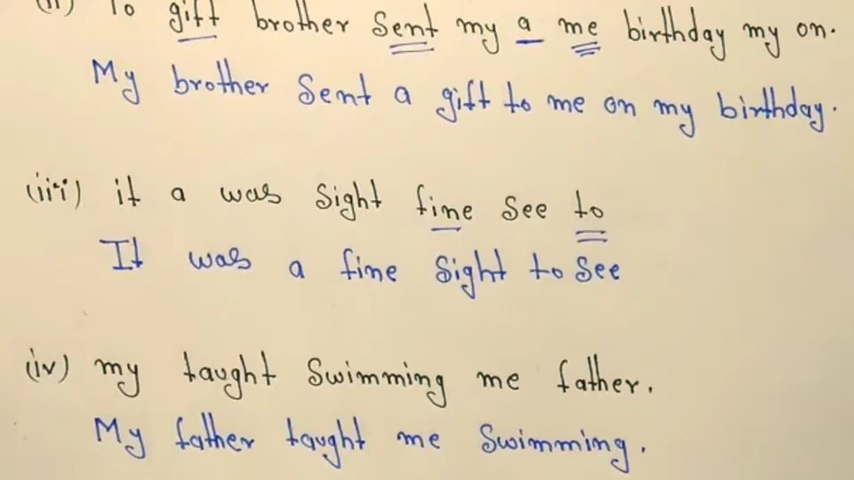 (ii) To gift brother sent my a me birthday my on.
My brother sent a gift to me on my birthday.
(iii) it a was sight fine see to
It was a fine sight to see
(iv) my taught swimming me father.
My father taught me swimming.